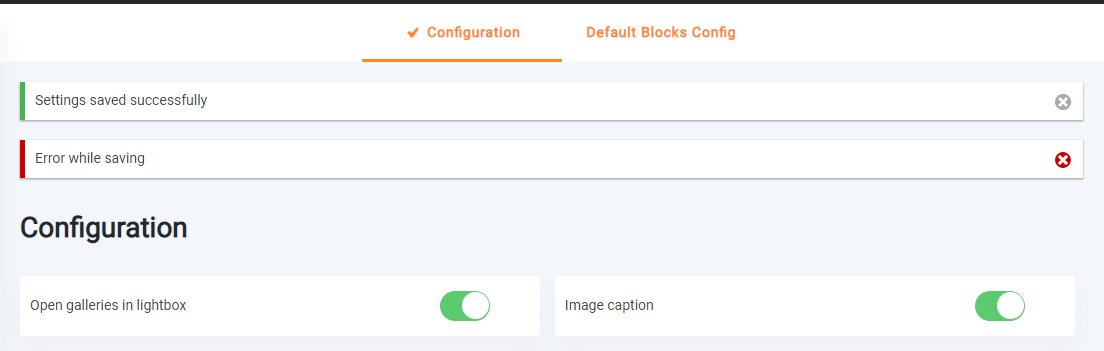 Configuration
Default Blocks Config
Settings saved successfully
Error while saving
Configuration
Open galleries in lightbox
Image caption